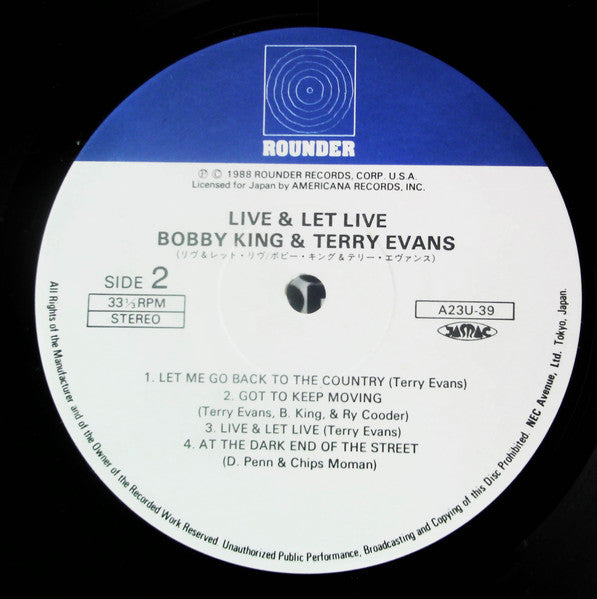 ROUNDER
℗ © 1988 ROUNDER RECORDS, CORP. U.S.A.
Licensed for Japan by AMERICANA RECORDS, INC.
LIVE & LET LIVE
BOBBY KING & TERRY EVANS
(リヴ&レット・リヴ/ボビー・キング&テリー・エヴァンス)
SIDE 2
33⅓RPM
STEREO
A23U-39
JASRAC
1. LET ME GO BACK TO THE COUNTRY (Terry Evans)
2. GOT TO KEEP MOVING
(Terry Evans, B. King, & Ry Cooder)
3. LIVE & LET LIVE (Terry Evans)
4. AT THE DARK END OF THE STREET
(D. Penn & Chips Moman)
All Rights of the Manufacturer and of the Owner of the Recorded Work Reserved. Unauthorized Public Performance, Broadcasting and Copying of this Disc Prohibited. NEC Avenue, Ltd. Tokyo, Japan.